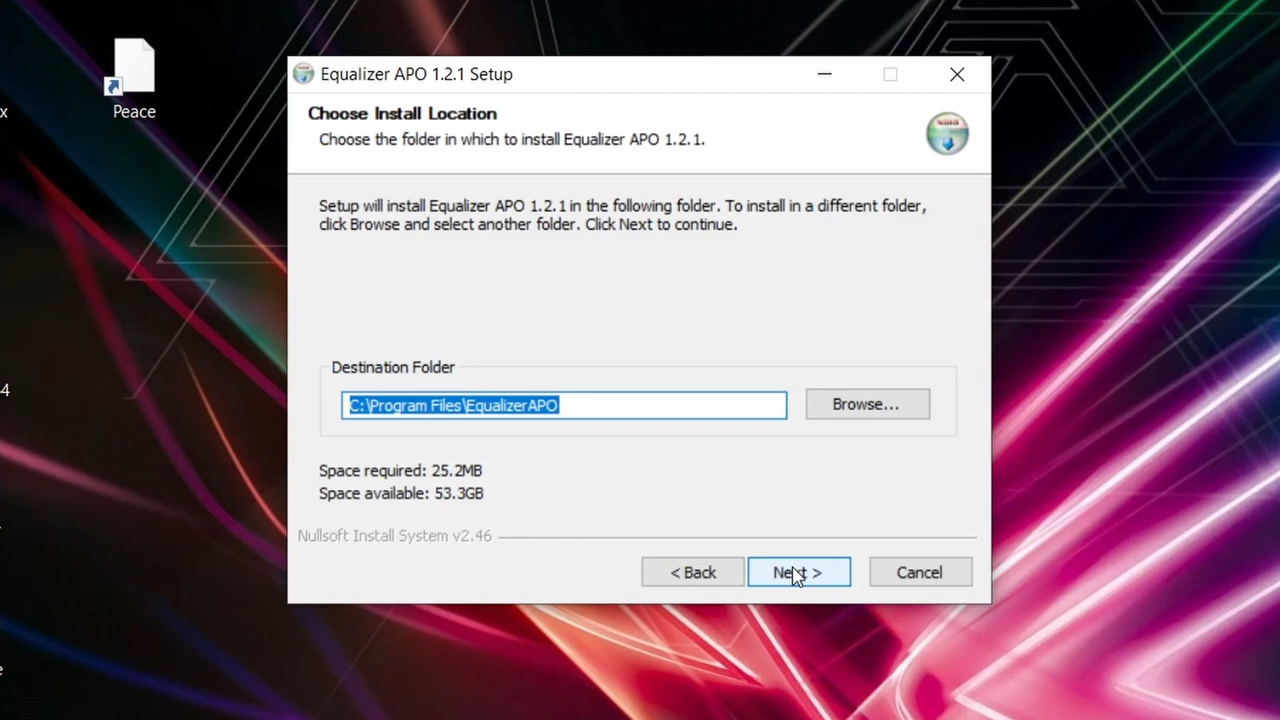 Equalizer APO 1.2.1 Setup
x
Peace
Choose Install Location
Choose the folder in which to install Equalizer APO 1.2.1.
Setup will install Equalizer APO 1.2.1 in the following folder. To install in a different folder,
click Browse and select another folder. Click Next to continue.
Destination Folder
4
C:\Program Files\EqualizerAPO
Browse...
Space required: 25.2MB
Space available: 53.3GB
Nullsoft Install System v2.46
< Back
Next >
Cancel
e